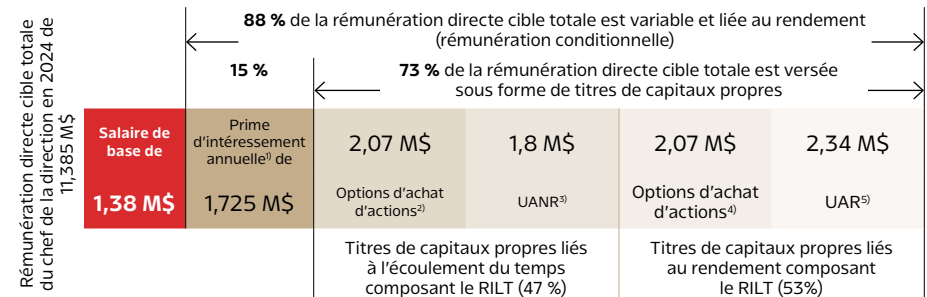 Rémunération directe cible totale
du chef de la direction en 2024 de
11,385 M$
88 % de la rémunération directe cible totale est variable et liée au rendement
(rémunération conditionnelle)
15 %
73 % de la rémunération directe cible totale est versée
sous forme de titres de capitaux propres
Salaire de
base de
1,38 M$
Prime
d’intéressement
annuelle1) de
1,725 M$
2,07 M$
Options d’achat
d’actions2)
1,8 M$
UANR3)
2,07 M$
Options d’achat
d’actions4)
2,34 M$
UAR5)
Titres de capitaux propres liés
à l’écoulement du temps
composant le RILT (47 %)
Titres de capitaux propres liés
au rendement composant
le RILT (53%)